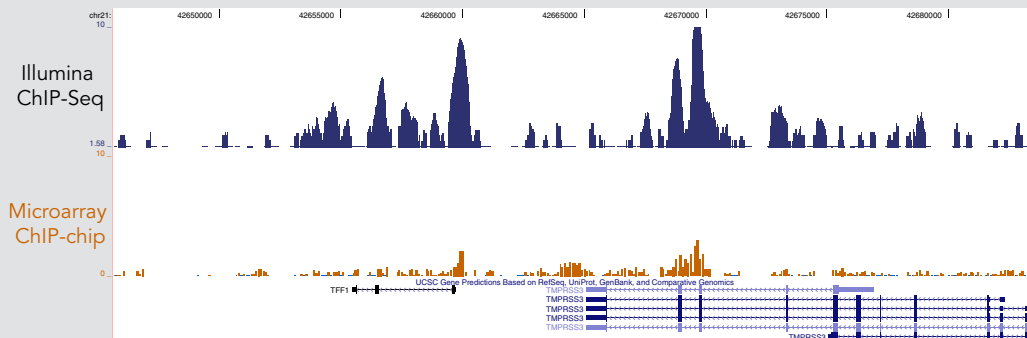 chr21: 42650000 42655000 42660000 42665000 42670000 42675000 42680000
10
Illumina
ChIP-Seq
1.58
10
Microarray
ChIP-chip
0
UCSC Gene Predictions Based on RefSeq, UniProt, GenBank, and Comparative Genomics
TFF1 TMPRSS3
TMPRSS3
TMPRSS3
TMPRSS3
TMPRSS3
TMPRSS3